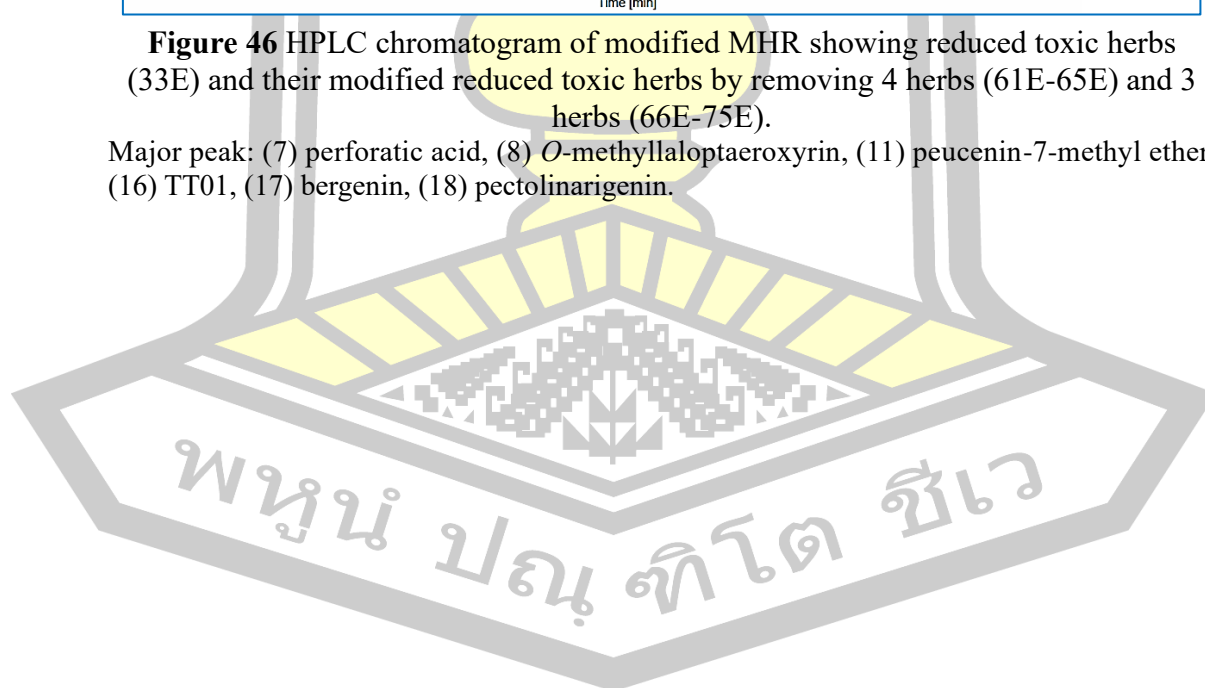 Time [min]
Figure 46 HPLC chromatogram of modified MHR showing reduced toxic herbs
(33E) and their modified reduced toxic herbs by removing 4 herbs (61E-65E) and 3
herbs (66E-75E).
Major peak: (7) perforatic acid, (8) O-methyllaloptaeroxyrin, (11) peucenin-7-methyl ether
(16) TT01, (17) bergenin, (18) pectolinarigenin.
พหูนํ ปณฺฑิโต ชีเว